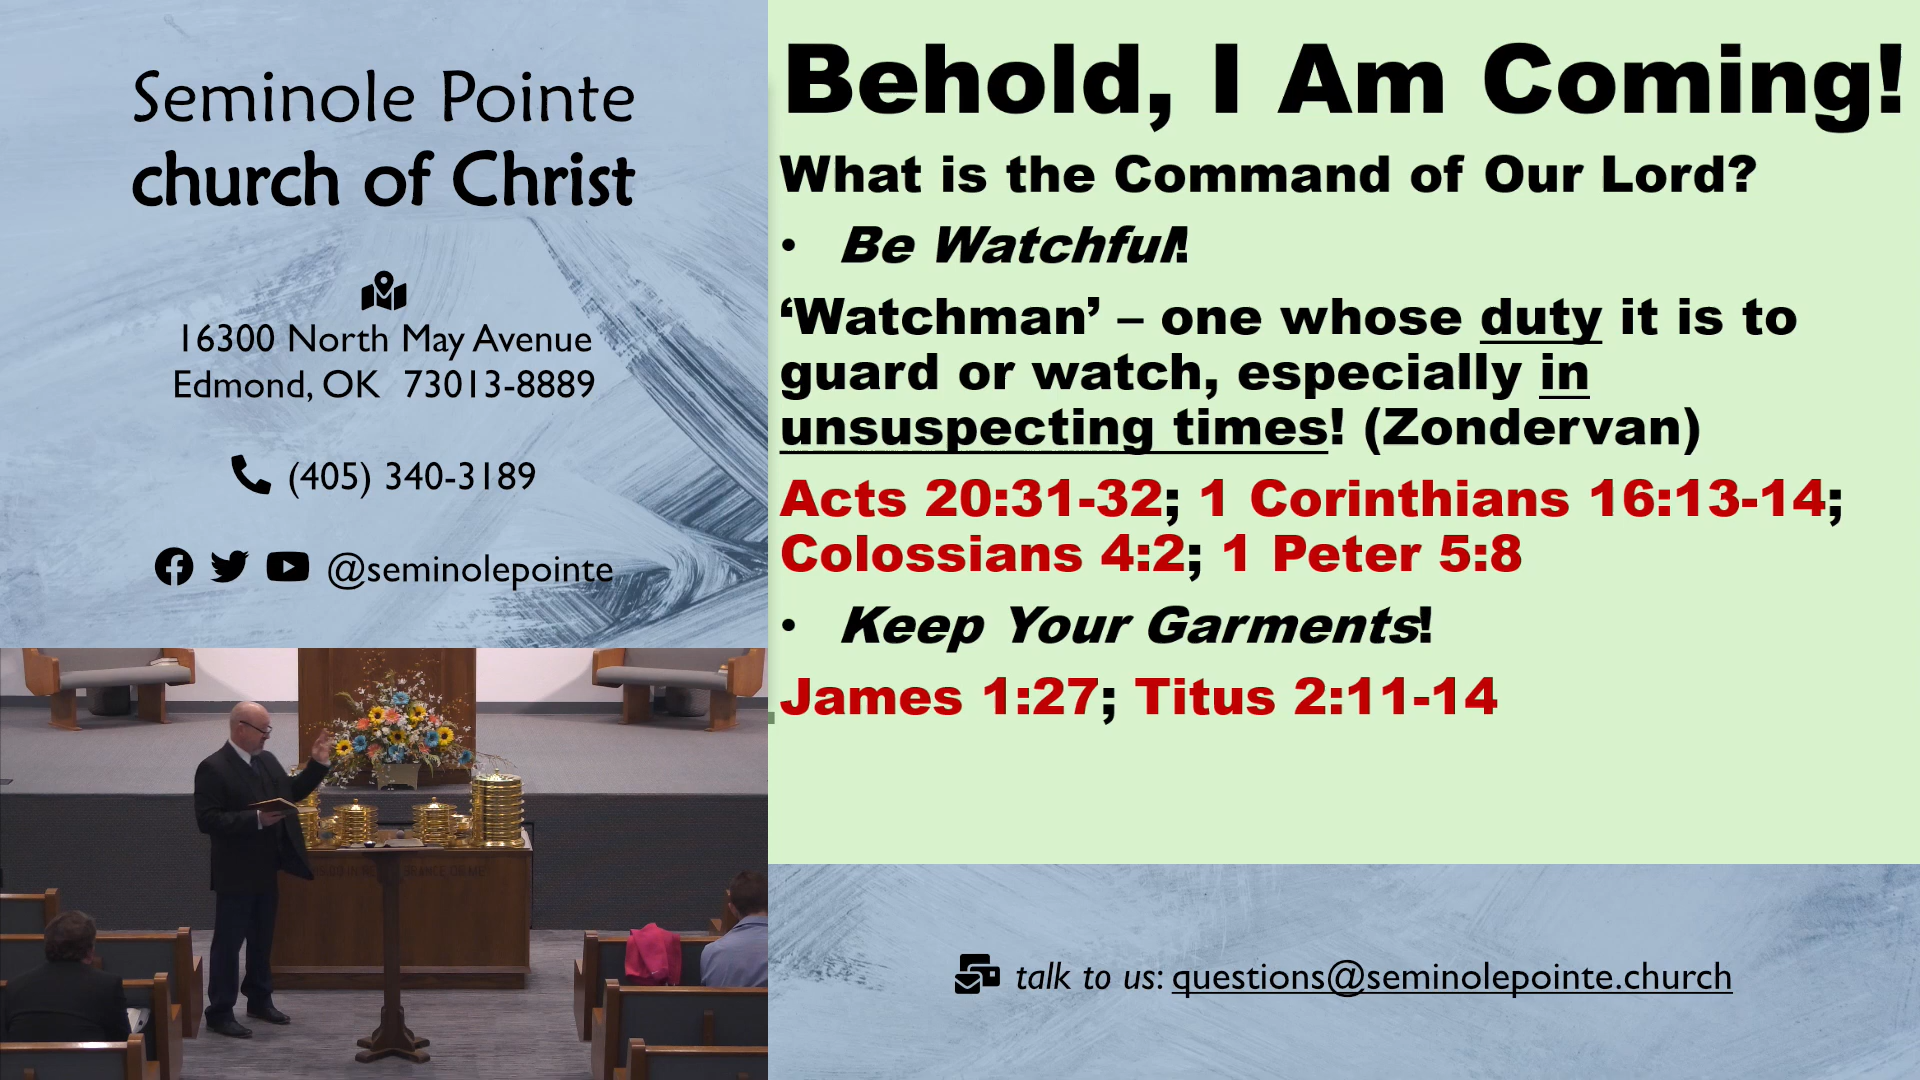 Seminole Pointe
church of Christ
16300 North May Avenue
Edmond, OK 73013-8889
(405) 340-3189
@seminolepointe
Behold, I Am Coming!
What is the Command of Our Lord?
• Be Watchful!
‘Watchman’ – one whose duty it is to
guard or watch, especially in
unsuspecting times! (Zondervan)
Acts 20:31-32; 1 Corinthians 16:13-14;
Colossians 4:2; 1 Peter 5:8
• Keep Your Garments!
James 1:27; Titus 2:11-14
talk to us: questions@seminolepointe.church